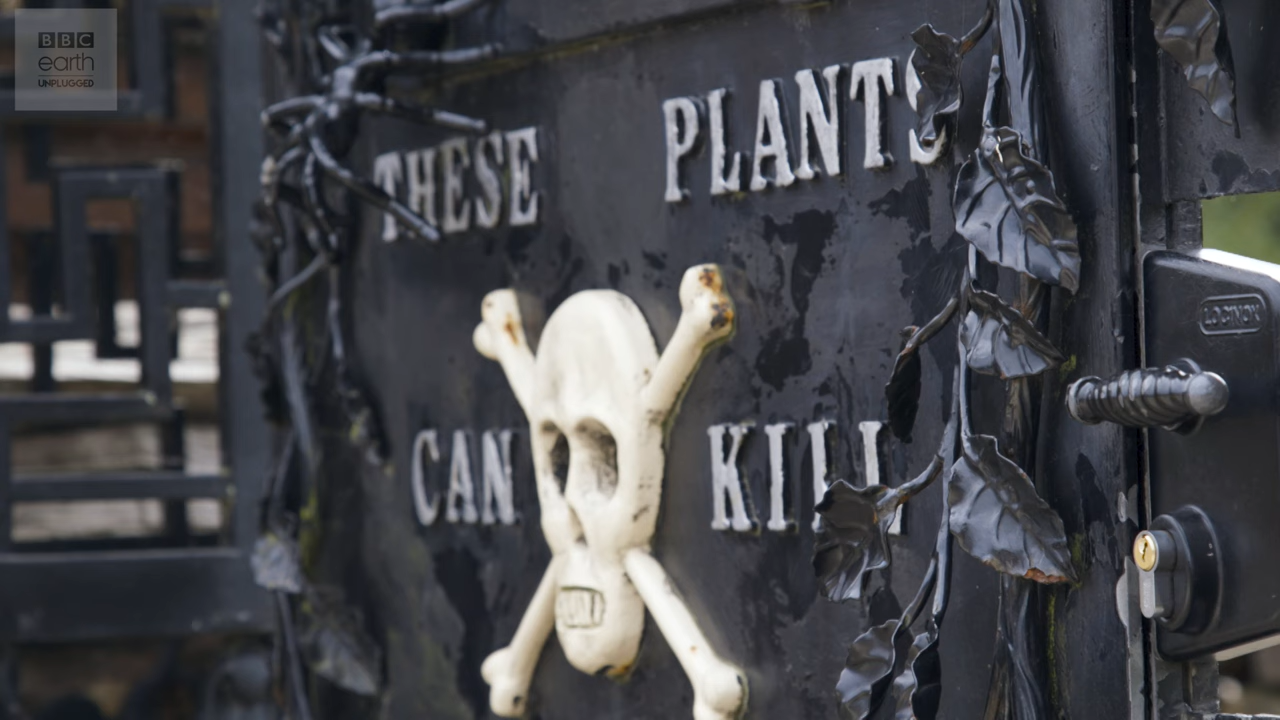 BBC
earth
UNPLUGGED
THESE PLANTS
CAN KILL
LOCINOX